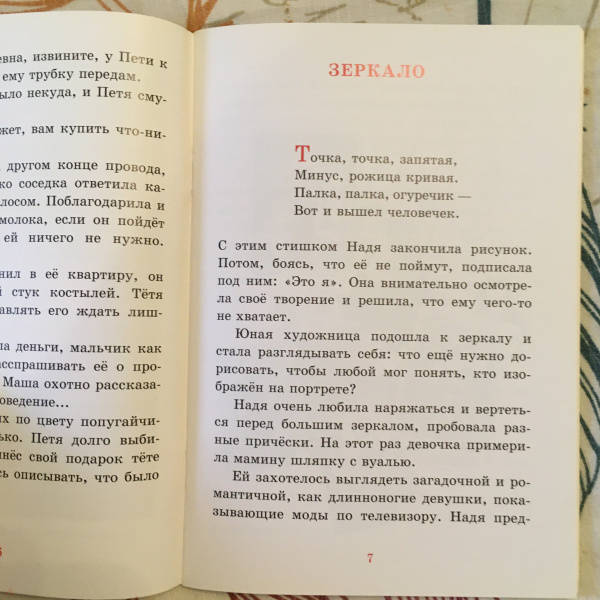 евна, извините, у Пети к
ему трубку передам.
ыло некуда, и Петя сму-
жет, вам купить что-ни-
другом конце провода,
ко соседка ответила ка-
лосом. Поблагодарила и
молока, если он пойдёт
ей ничего не нужно.
нил в её квартиру, он
й стук костылей. Тётя
авлять его ждать лиш-
ла деньги, мальчик как
асспрашивать её о про-
Маша охотно рассказа-
оведение...
их по цвету попугайчи-
ько. Петя долго выби-
нёс свой подарок тёте
сь описывать, что было
6
ЗЕРКАЛО
Точка, точка, запятая,
Минус, рожица кривая.
Палка, палка, огуречик —
Вот и вышел человечек.
С этим стишком Надя закончила рисунок.
Потом, боясь, что её не поймут, подписала
под ним: «Это я». Она внимательно осмотре-
ла своё творение и решила, что ему чего-то
не хватает.
Юная художница подошла к зеркалу и
стала разглядывать себя: что ещё нужно до-
рисовать, чтобы любой мог понять, кто изо-
бражён на портрете?
Надя очень любила наряжаться и вертеть-
ся перед большим зеркалом, пробовала раз-
ные причёски. На этот раз девочка примери-
ла мамину шляпку с вуалью.
Ей захотелось выглядеть загадочной и ро-
мантичной, как длинноногие девушки, пока-
зывающие моды по телевизору. Надя пред-
7